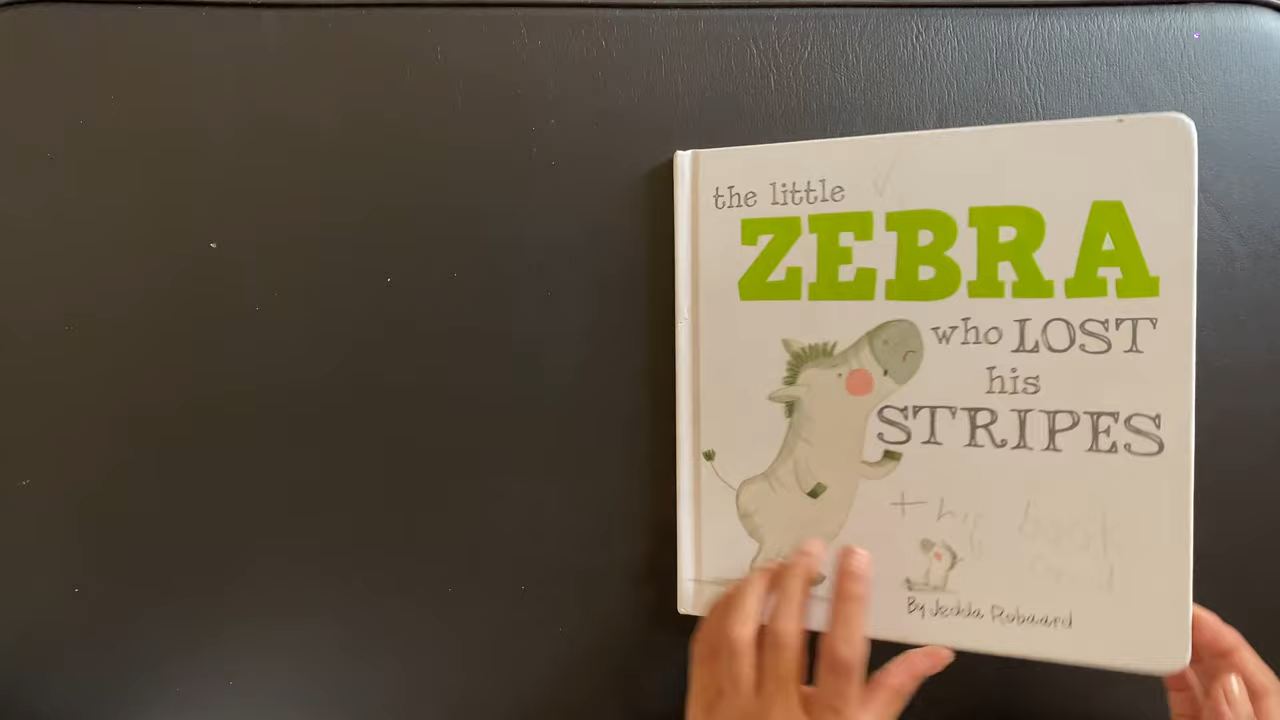 the little
ZEBRA
who LOST
his
STRIPES
By Jedda Robaard